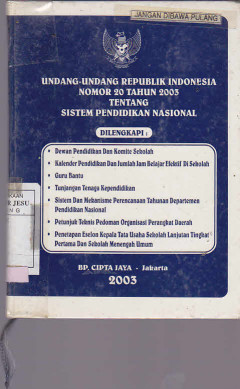 JANGAN DIBAWA PULANG
UNDANG-UNDANG REPUBLIK INDONESIA
NOMOR 20 TAHUN 2003
TENTANG
SISTEM PENDIDIKAN NASIONAL
DILENGKAPI :
• Dewan Pendidikan Dan Komite Sekolah
• Kalender Pendidikan Dan Jumlah Jam Belajar Efektif Di Sekolah
• Guru Bantu
• Tunjangan Tenaga Kependidikan
• Sistem Dan Mekanisme Perencanaan Tahunan Departemen
Pendidikan Nasional
• Petunjuk Teknis Pedoman Organisasi Perangkat Daerah
• Penetapan Eselon Kepala Tata Usaha Sekolah Lanjutan Tingkat
Pertama Dan Sekolah Menengah Umum
JESU
BP. CIPTA JAYA - Jakarta
2003